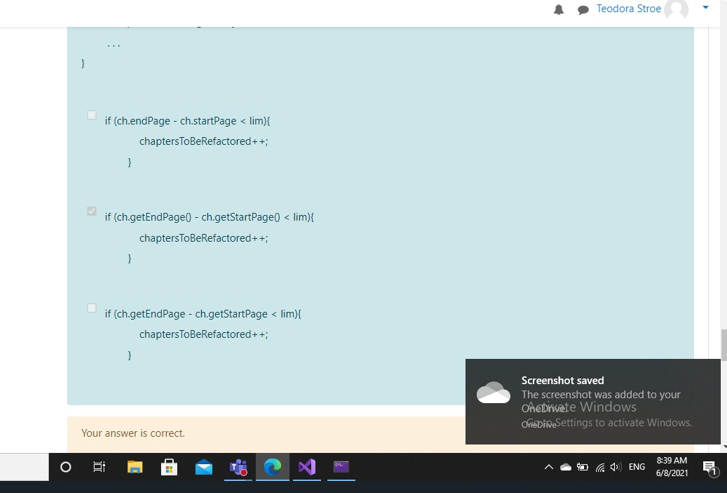 Teodora Stroe
...
}
if (ch.endPage - ch.startPage < lim){
chaptersToBeRefactored++;
}
if (ch.getEndPage() - ch.getStartPage() < lim){
chaptersToBeRefactored++;
}
if (ch.getEndPage - ch.getStartPage < lim){
chaptersToBeRefactored++;
}
Screenshot saved
The screenshot was added to your
OneDrive.
Activate Windows
OneDrive
Go to Settings to activate Windows.
Your answer is correct.
ENG
8:39 AM
6/8/2021
1